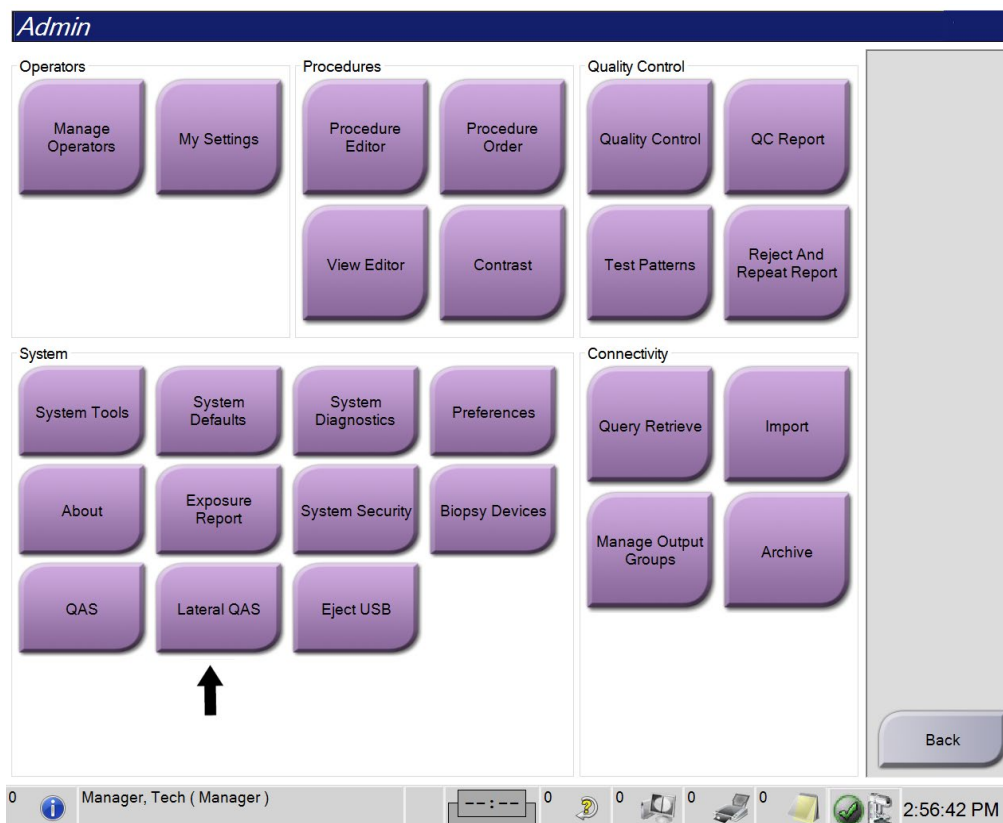 Admin
Operators
Manage
Operators
My Settings
Procedures
Procedure
Editor
Procedure
Order
View Editor
Contrast
Quality Control
Quality Control
QC Report
Test Patterns
Reject And
Repeat Report
System
System Tools
System
Defaults
System
Diagnostics
Preferences
About
Exposure
Report
System Security
Biopsy Devices
QAS
Lateral QAS
Eject USB
Connectivity
Query Retrieve
Import
Manage Output
Groups
Archive
Back
0
Manager, Tech ( Manager )
--:--
0
0
0
0
2:56:42 PM